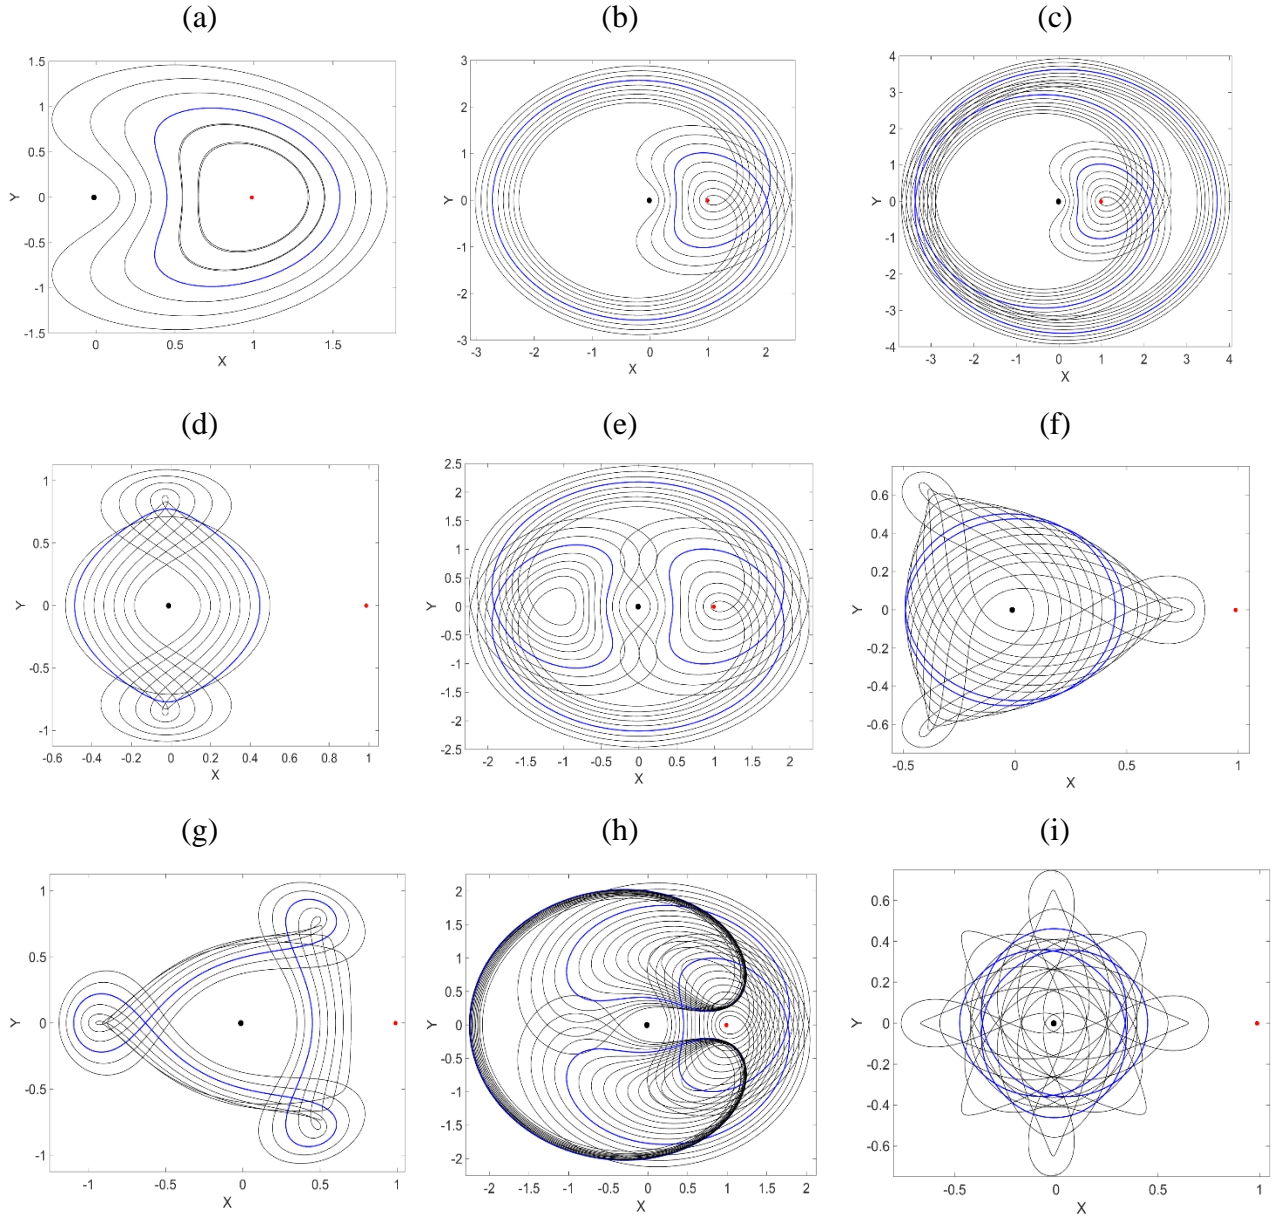 (a) (b) (c)
1.5 1 0.5 0 -0.5 -1 -1.5
Y
0 0.5 1 1.5
X
3 2 1 0 -1 -2 -3
Y
-3 -2 -1 0 1 2
X
4 3 2 1 0 -1 -2 -3 -4
Y
-3 -2 -1 0 1 2 3 4
X
(d) (e) (f)
1 0.5 0 -0.5 -1
Y
-0.6 -0.4 -0.2 0 0.2 0.4 0.6 0.8 1
X
2.5 2 1.5 1 0.5 0 -0.5 -1 -1.5 -2 -2.5
Y
-2 -1.5 -1 -0.5 0 0.5 1 1.5 2
X
0.6 0.4 0.2 0 -0.2 -0.4 -0.6
Y
-0.5 0 0.5 1
X
(g) (h) (i)
1 0.5 0 -0.5 -1
Y
-1 -0.5 0 0.5 1
X
2 1.5 1 0.5 0 -0.5 -1 -1.5 -2
Y
-2 -1.5 -1 -0.5 0 0.5 1 1.5 2
X
0.6 0.4 0.2 0 -0.2 -0.4 -0.6
Y
-0.5 0 0.5 1
X